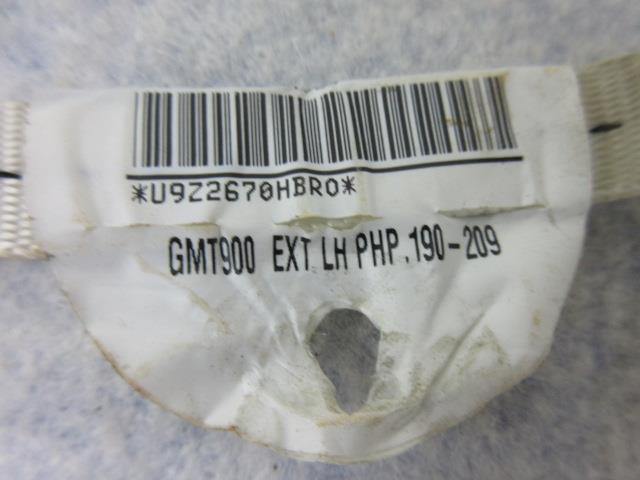 *U9Z2670HBRO*
GMT900 EXT LH PHP .190-209